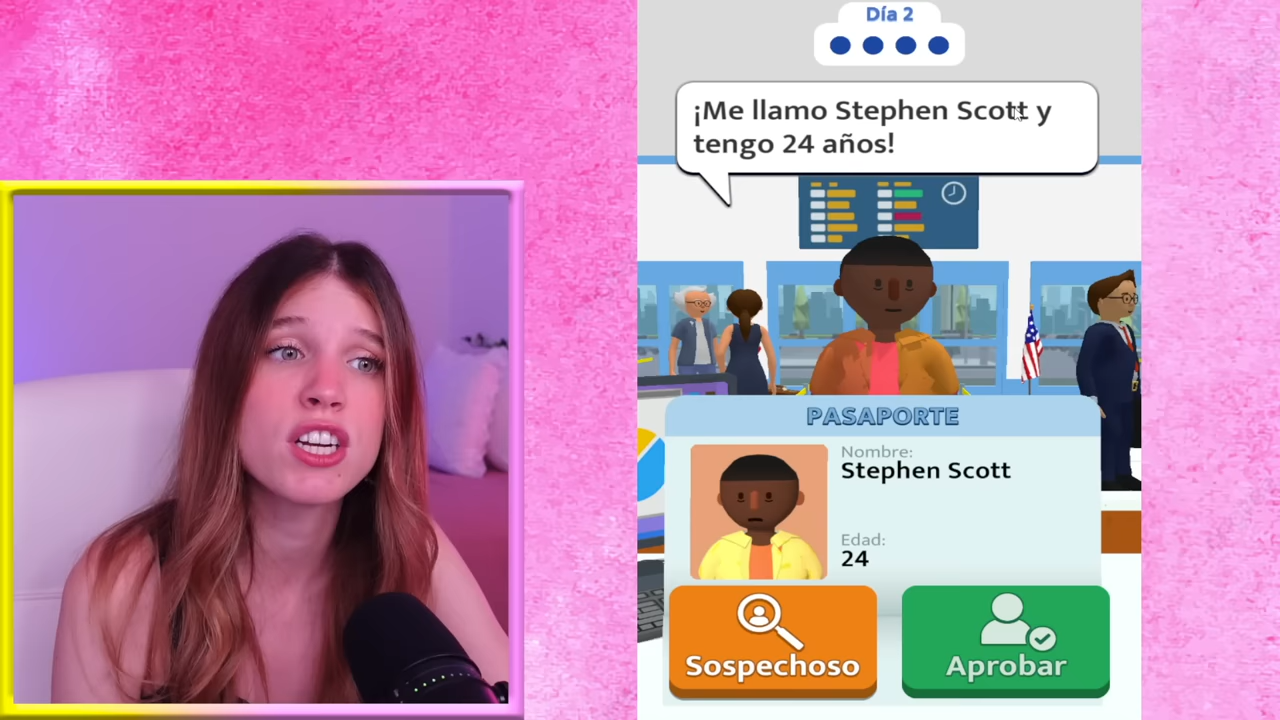 Día 2
¡Me llamo Stephen Scott y
tengo 24 años!
PASAPORTE
Nombre:
Stephen Scott
Edad:
24
Sospechoso
Aprobar